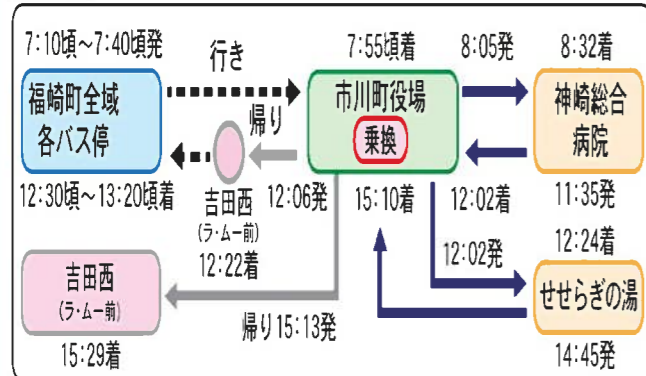 7:10頃～7:40頃発
行き
7:55頃着
8:05発
8:32着
福崎町全域
各バス停
市川町役場
乗換
神崎総合
病院
帰り
12:30頃～13:20頃着
吉田西
(ラ・ムー前)
12:22着
12:06発
15:10着
12:02着
11:35発
12:02発
12:24着
せせらぎの湯
14:45発
吉田西
(ラ・ムー前)
15:29着
帰り15:13発